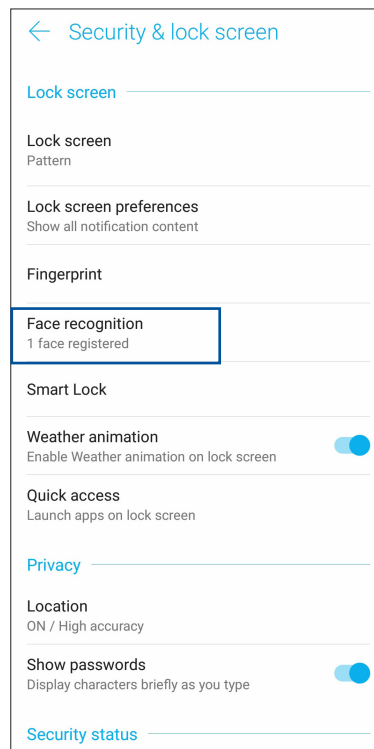 Security & lock screen
Lock screen
Lock screen
Pattern
Lock screen preferences
Show all notification content
Fingerprint
Face recognition
1 face registered
Smart Lock
Weather animation
Enable Weather animation on lock screen
Quick access
Launch apps on lock screen
Privacy
Location
ON / High accuracy
Show passwords
Display characters briefly as you type
Security status